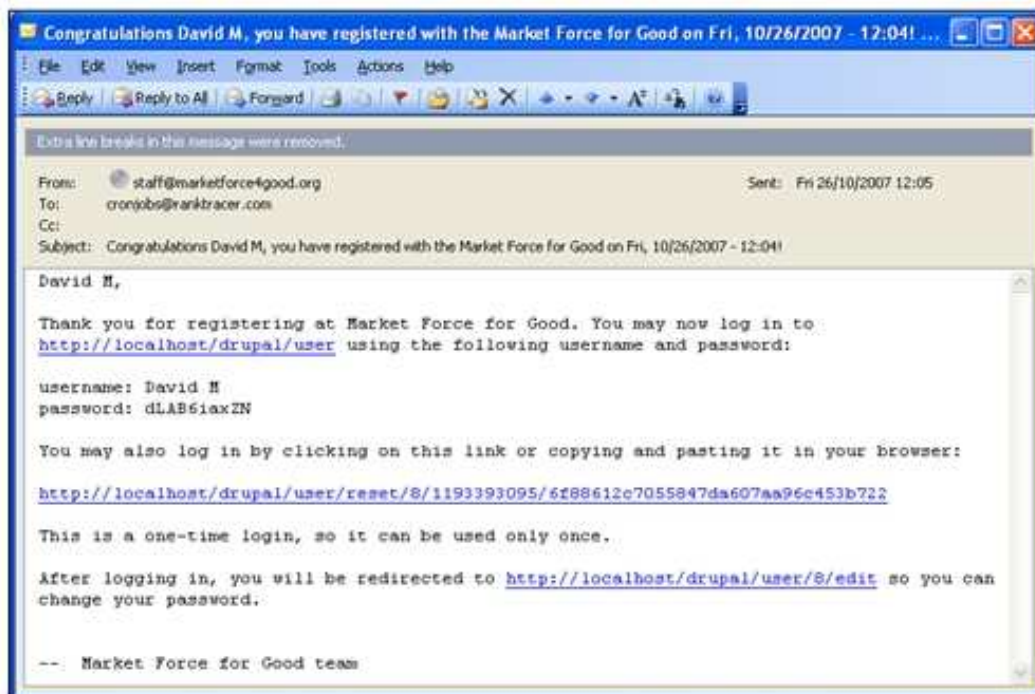 Congratulations David M, you have registered with the Market Force for Good on Fri, 10/26/2007 - 12:04! ...
File Edit View Insert Format Tools Actions Help
Reply Reply to All Forward
Extra line breaks in this message were removed.
From: staff@marketforce4good.org Sent: Fri 26/10/2007 12:05
To: cronjobs@ranktracer.com
Cc:
Subject: Congratulations David M, you have registered with the Market Force for Good on Fri, 10/26/2007 - 12:04!
David M,
Thank you for registering at Market Force for Good. You may now log in to
http://localhost/drupal/user using the following username and password:
username: David M
password: dLAB6iaxZN
You may also log in by clicking on this link or copying and pasting it in your browser:
http://localhost/drupal/user/reset/8/1193393095/6f88612c7055847da607aa96c453b722
This is a one-time login, so it can be used only once.
After logging in, you will be redirected to http://localhost/drupal/user/8/edit so you can
change your password.
-- Market Force for Good team